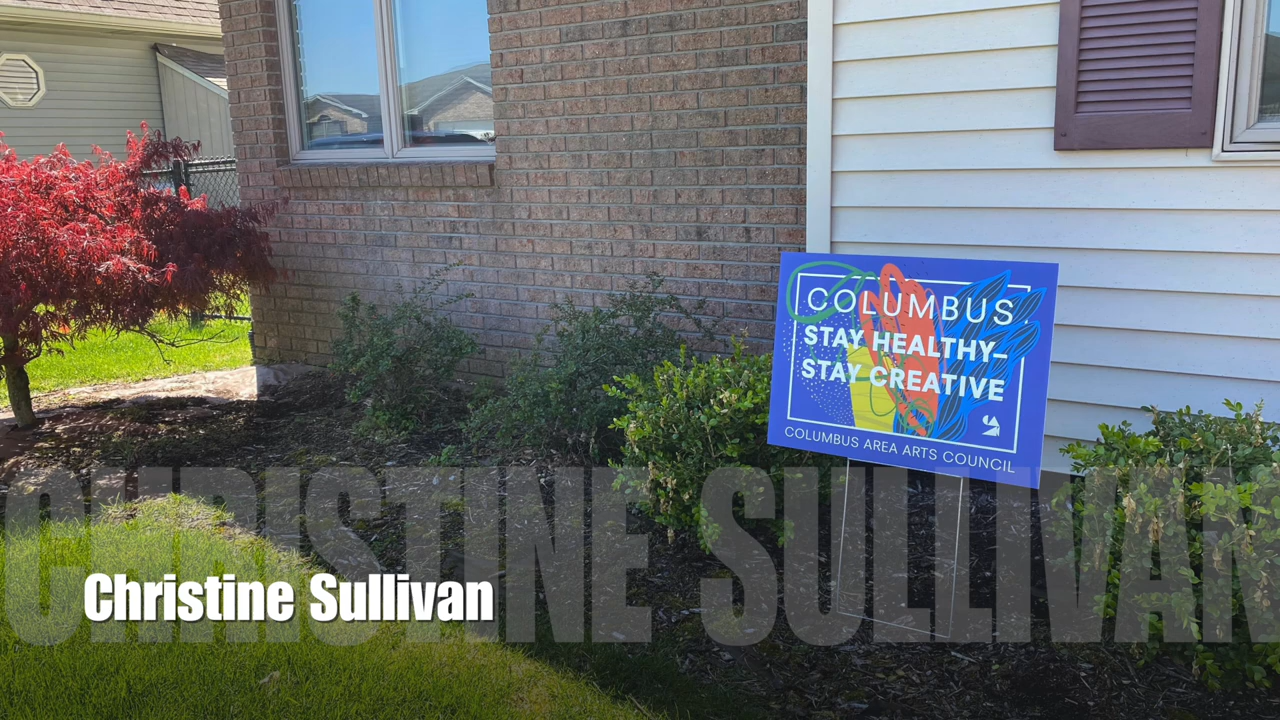 COLUMBUS
STAY HEALTHY–
STAY CREATIVE
COLUMBUS AREA ARTS COUNCIL
CHRISTINE SULLIVAN
Christine Sullivan